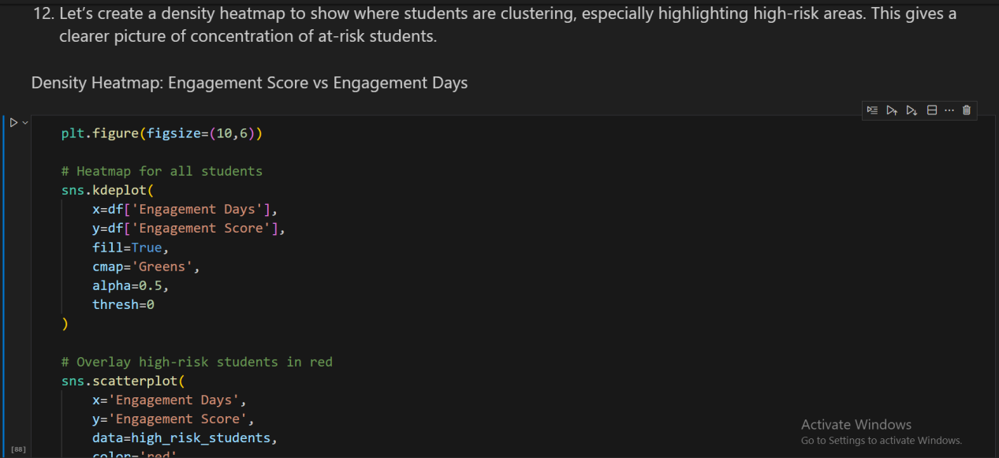 12. Let’s create a density heatmap to show where students are clustering, especially highlighting high-risk areas. This gives a
clearer picture of concentration of at-risk students.
Density Heatmap: Engagement Score vs Engagement Days
plt.figure(figsize=(10,6))
# Heatmap for all students
sns.kdeplot(
    x=df['Engagement Days'],
    y=df['Engagement Score'],
    fill=True,
    cmap='Greens',
    alpha=0.5,
    thresh=0
)
# Overlay high-risk students in red
sns.scatterplot(
    x='Engagement Days',
    y='Engagement Score',
    data=high_risk_students,
    color='red'
[88]
Activate Windows
Go to Settings to activate Windows.